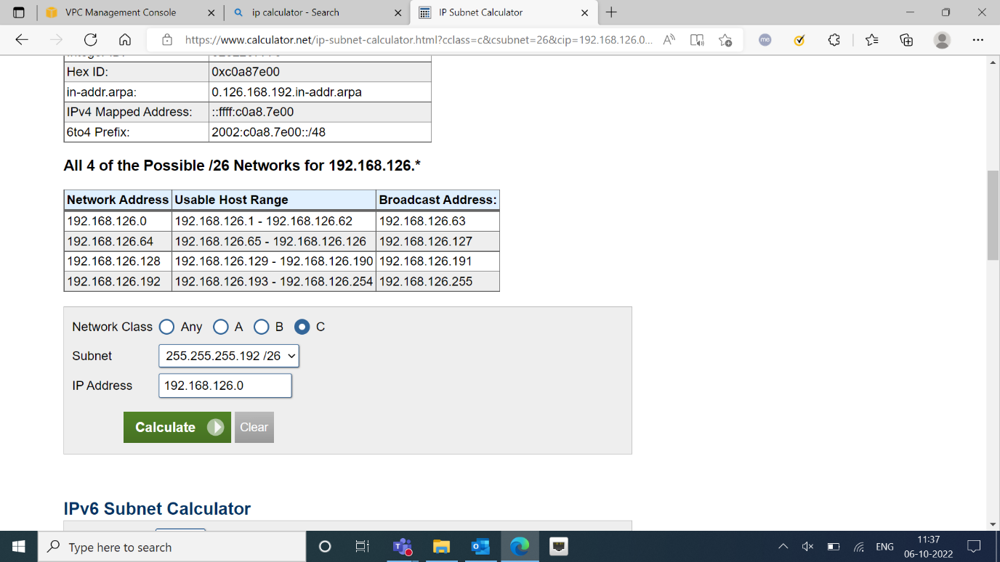 VPC Management Console
ip calculator - Search
IP Subnet Calculator
https://www.calculator.net/ip-subnet-calculator.html?cclass=c&csubnet=26&cip=192.168.126.0...
Hex ID: 0xc0a87e00
in-addr.arpa: 0.126.168.192.in-addr.arpa
IPv4 Mapped Address: ::ffff:c0a8.7e00
6to4 Prefix: 2002:c0a8.7e00::/48
All 4 of the Possible /26 Networks for 192.168.126.*
Network Address Usable Host Range Broadcast Address:
192.168.126.0 192.168.126.1 - 192.168.126.62 192.168.126.63
192.168.126.64 192.168.126.65 - 192.168.126.126 192.168.126.127
192.168.126.128 192.168.126.129 - 192.168.126.190 192.168.126.191
192.168.126.192 192.168.126.193 - 192.168.126.254 192.168.126.255
Network Class Any A B C
Subnet 255.255.255.192 /26
IP Address 192.168.126.0
Calculate Clear
IPv6 Subnet Calculator
Type here to search
ENG
11:37
06-10-2022